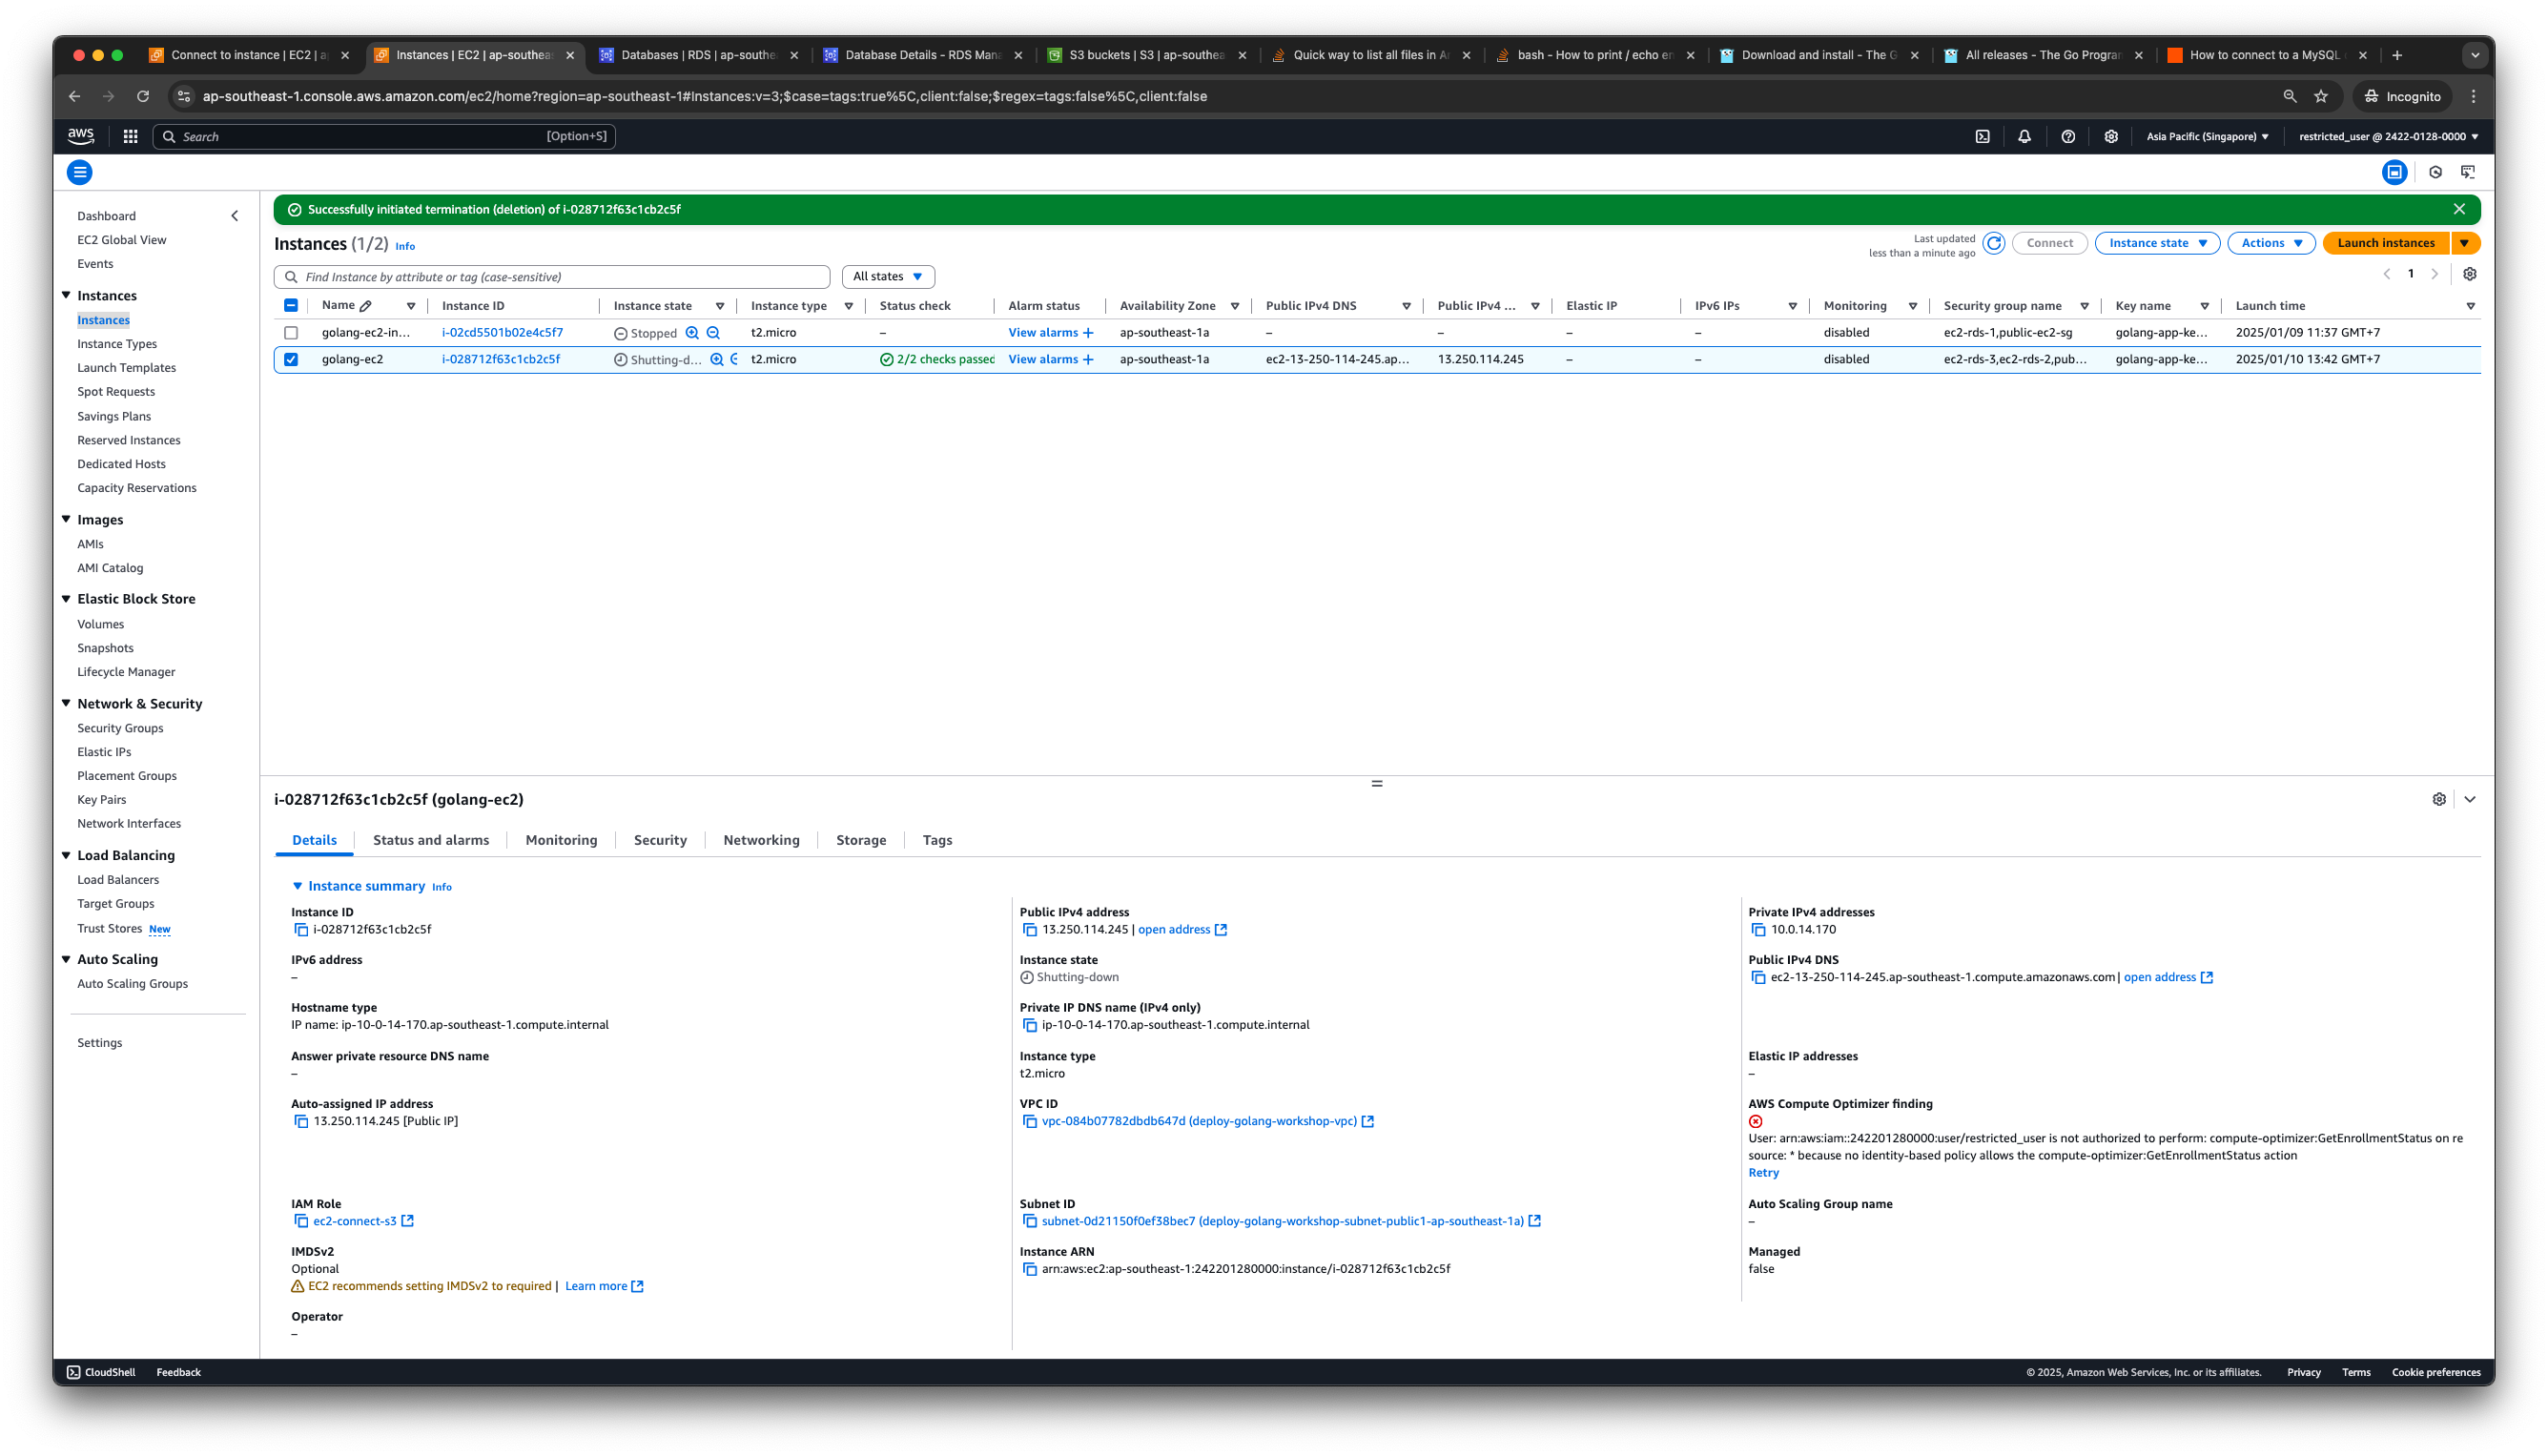 Connect to instance | EC2 | a
Instances | EC2 | ap-southeas
Databases | RDS | ap-southe
Database Details - RDS Mana
S3 buckets | S3 | ap-southea
Quick way to list all files in A
bash - How to print / echo en
Download and install - The G
All releases - The Go Program
How to connect to a MySQL
ap-southeast-1.console.aws.amazon.com/ec2/home?region=ap-southeast-1#Instances:v=3;$case=tags:true%5C,client:false;$regex=tags:false%5C,client:false
Incognito
aws
Search
[Option+S]
Asia Pacific (Singapore)
restricted_user @ 2422-0128-0000
Dashboard
EC2 Global View
Events
Instances
Instances
Instance Types
Launch Templates
Spot Requests
Savings Plans
Reserved Instances
Dedicated Hosts
Capacity Reservations
Images
AMIs
AMI Catalog
Elastic Block Store
Volumes
Snapshots
Lifecycle Manager
Network & Security
Security Groups
Elastic IPs
Placement Groups
Key Pairs
Network Interfaces
Load Balancing
Load Balancers
Target Groups
Trust Stores New
Auto Scaling
Auto Scaling Groups
Settings
Successfully initiated termination (deletion) of i-028712f63c1cb2c5f
Instances (1/2) Info
Last updated
less than a minute ago
Connect
Instance state
Actions
Launch instances
Find Instance by attribute or tag (case-sensitive)
All states
1
Name Instance ID Instance state Instance type Status check Alarm status Availability Zone Public IPv4 DNS Public IPv4 ... Elastic IP IPv6 IPs Monitoring Security group name Key name Launch time
golang-ec2-in... i-02cd5501b02e4c5f7 Stopped t2.micro – View alarms + ap-southeast-1a – – – – disabled ec2-rds-1,public-ec2-sg golang-app-ke... 2025/01/09 11:37 GMT+7
golang-ec2 i-028712f63c1cb2c5f Shutting-d... t2.micro 2/2 checks passed View alarms + ap-southeast-1a ec2-13-250-114-245.ap... 13.250.114.245 – – disabled ec2-rds-3,ec2-rds-2,pub... golang-app-ke... 2025/01/10 13:42 GMT+7
i-028712f63c1cb2c5f (golang-ec2)
Details Status and alarms Monitoring Security Networking Storage Tags
Instance summary Info
Instance ID
i-028712f63c1cb2c5f
Public IPv4 address
13.250.114.245 | open address
Private IPv4 addresses
10.0.14.170
IPv6 address
–
Instance state
Shutting-down
Public IPv4 DNS
ec2-13-250-114-245.ap-southeast-1.compute.amazonaws.com | open address
Hostname type
IP name: ip-10-0-14-170.ap-southeast-1.compute.internal
Private IP DNS name (IPv4 only)
ip-10-0-14-170.ap-southeast-1.compute.internal
Answer private resource DNS name
–
Instance type
t2.micro
Elastic IP addresses
–
Auto-assigned IP address
13.250.114.245 [Public IP]
VPC ID
vpc-084b07782dbdb647d (deploy-golang-workshop-vpc)
AWS Compute Optimizer finding
User: arn:aws:iam::242201280000:user/restricted_user is not authorized to perform: compute-optimizer:GetEnrollmentStatus on re
source: * because no identity-based policy allows the compute-optimizer:GetEnrollmentStatus action
Retry
IAM Role
ec2-connect-s3
Subnet ID
subnet-0d21150f0ef38bec7 (deploy-golang-workshop-subnet-public1-ap-southeast-1a)
Auto Scaling Group name
–
IMDSv2
Optional
EC2 recommends setting IMDSv2 to required | Learn more
Instance ARN
arn:aws:ec2:ap-southeast-1:242201280000:instance/i-028712f63c1cb2c5f
Managed
false
Operator
–
CloudShell Feedback
© 2025, Amazon Web Services, Inc. or its affiliates. Privacy Terms Cookie preferences